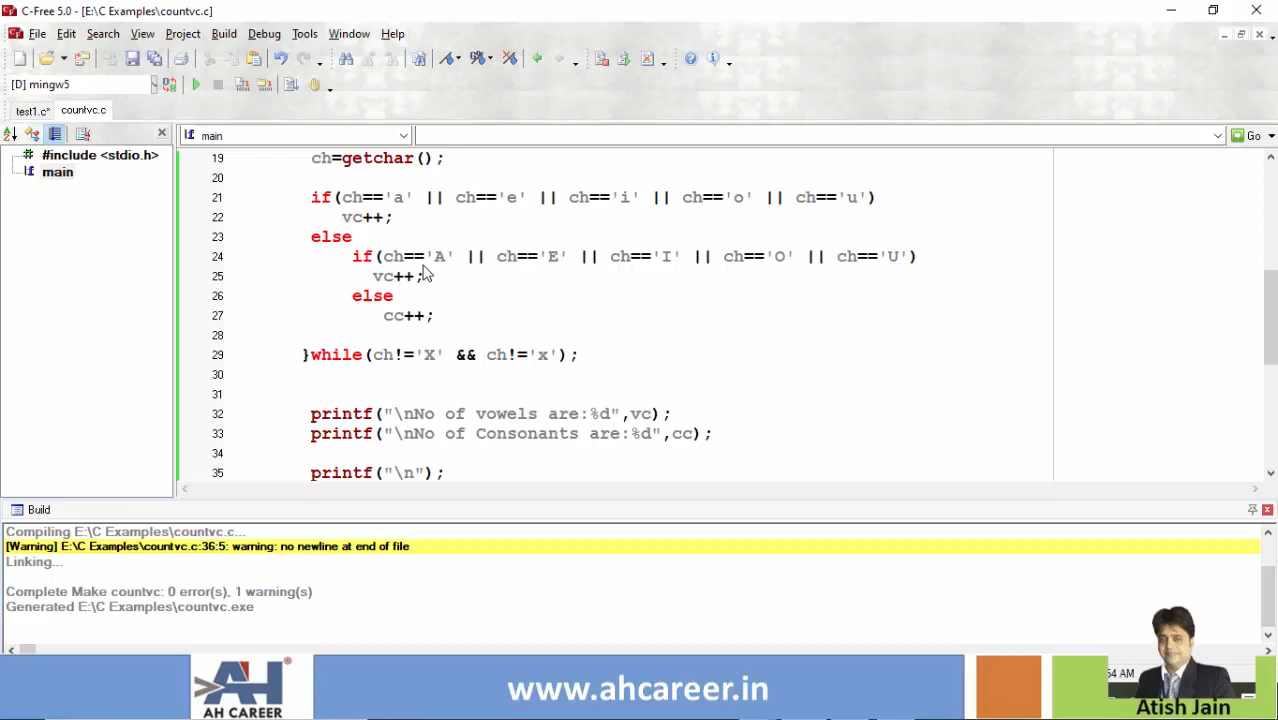 C-Free 5.0 - [E:\C Examples\countvc.c]
File Edit Search View Project Build Debug Tools Window Help
[D] mingw5
test1.c* countvc.c
main
#include <stdio.h>
main
19 ch=getchar();
20
21 if(ch=='a' || ch=='e' || ch=='i' || ch=='o' || ch=='u')
22 vc++;
23 else
24 if(ch=='A' || ch=='E' || ch=='I' || ch=='O' || ch=='U')
25 vc++;
26 else
27 cc++;
28
29 }while(ch!='X' && ch!='x');
30
31
32 printf("\nNo of vowels are:%d",vc);
33 printf("\nNo of Consonants are:%d",cc);
34
35 printf("\n");
Go
Build
Compiling E:\C Examples\countvc.c...
[Warning] E:\C Examples\countvc.c:36:5: warning: no newline at end of file
Linking...
Complete Make countvc: 0 error(s), 1 warning(s)
Generated E:\C Examples\countvc.exe
AH
AH CAREER
www.ahcareer.in
54 AM
Atish Jain